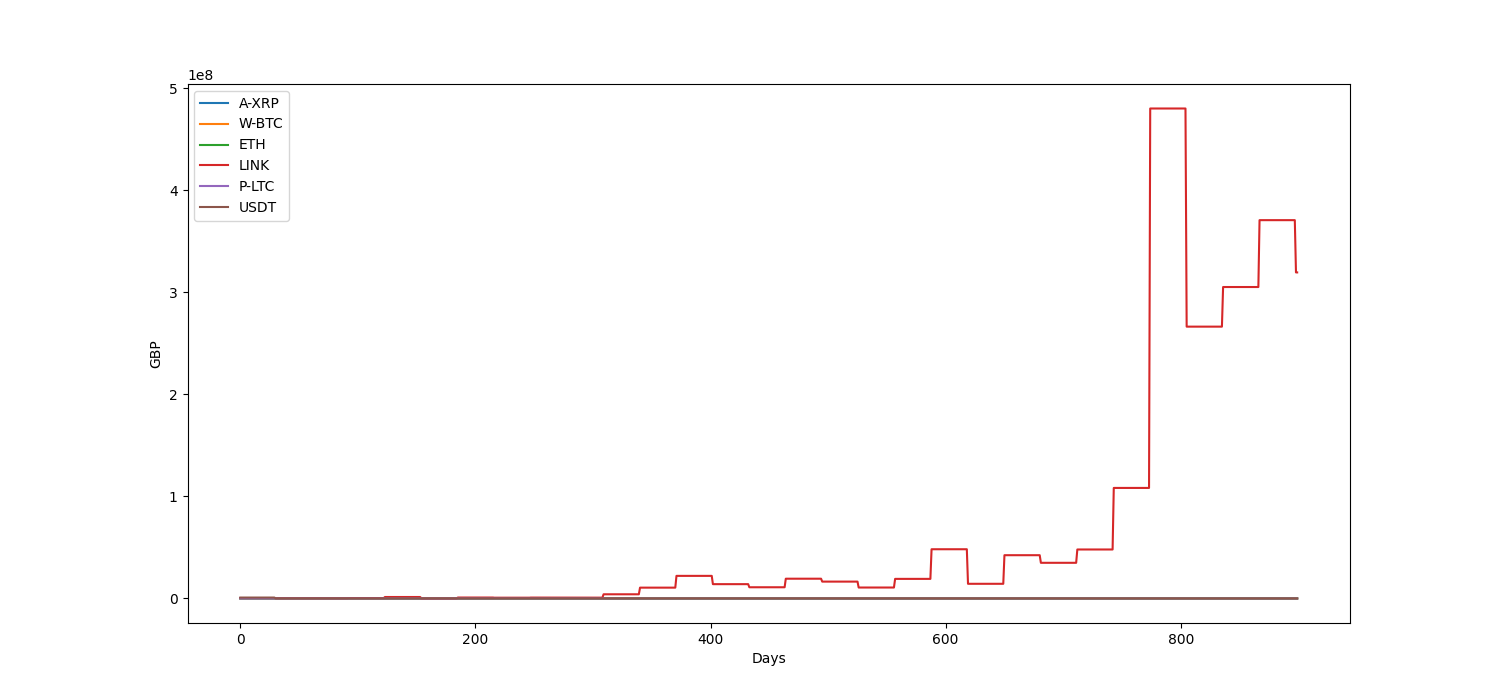 1e8
5
4
3
2
1
0
GBP
A-XRP
W-BTC
ETH
LINK
P-LTC
USDT
0 200 400 600 800
Days